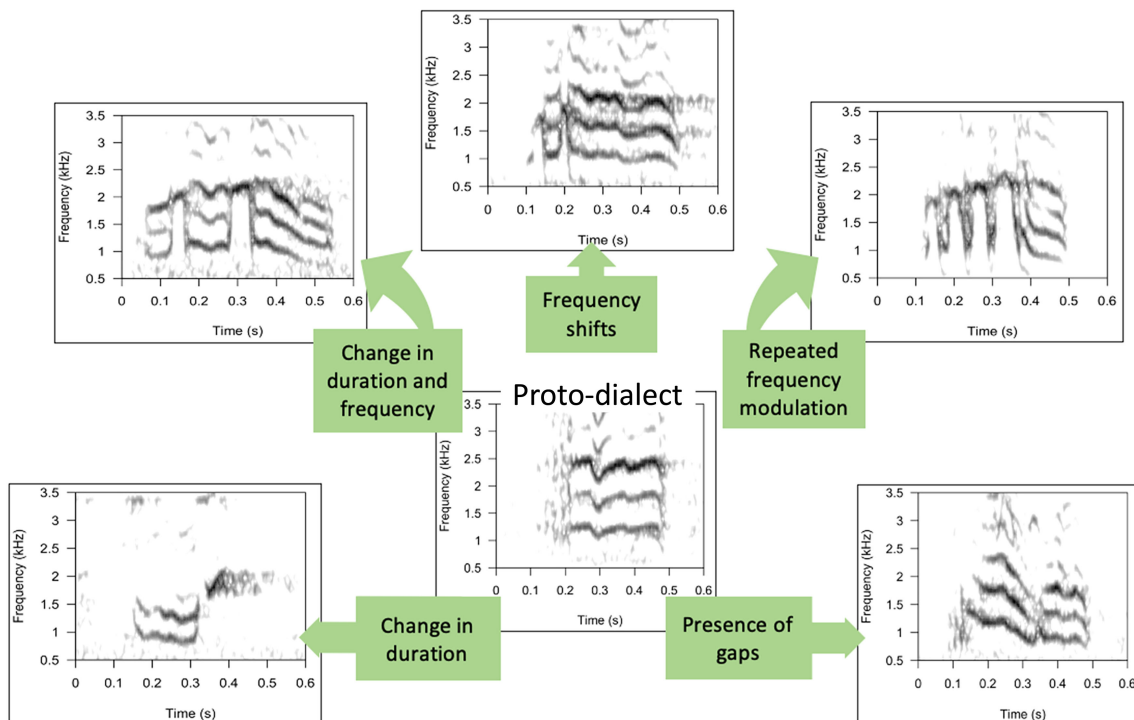 3.5
3
2.5
2
1.5
1
0.5
Frequency (kHz)
0 0.1 0.2 0.3 0.4 0.5 0.6
Time (s)
3.5
3
2.5
2
1.5
1
0.5
Frequency (kHz)
0 0.1 0.2 0.3 0.4 0.5 0.6
Time (s)
3.5
3
2.5
2
1.5
1
0.5
Frequency (kHz)
0 0.1 0.2 0.3 0.4 0.5 0.6
Time (s)
Change in
duration and
frequency
Frequency
shifts
Repeated
frequency
modulation
Proto-dialect
3.5
3
2.5
2
1.5
1
0.5
Frequency (kHz)
0 0.1 0.2 0.3 0.4 0.5 0.6
Time (s)
3.5
3
2.5
2
1.5
1
0.5
Frequency (kHz)
0 0.1 0.2 0.3 0.4 0.5 0.6
Time (s)
Change in
duration
Presence of
gaps
3.5
3
2.5
2
1.5
1
0.5
Frequency (kHz)
0 0.1 0.2 0.3 0.4 0.5 0.6
Time (s)